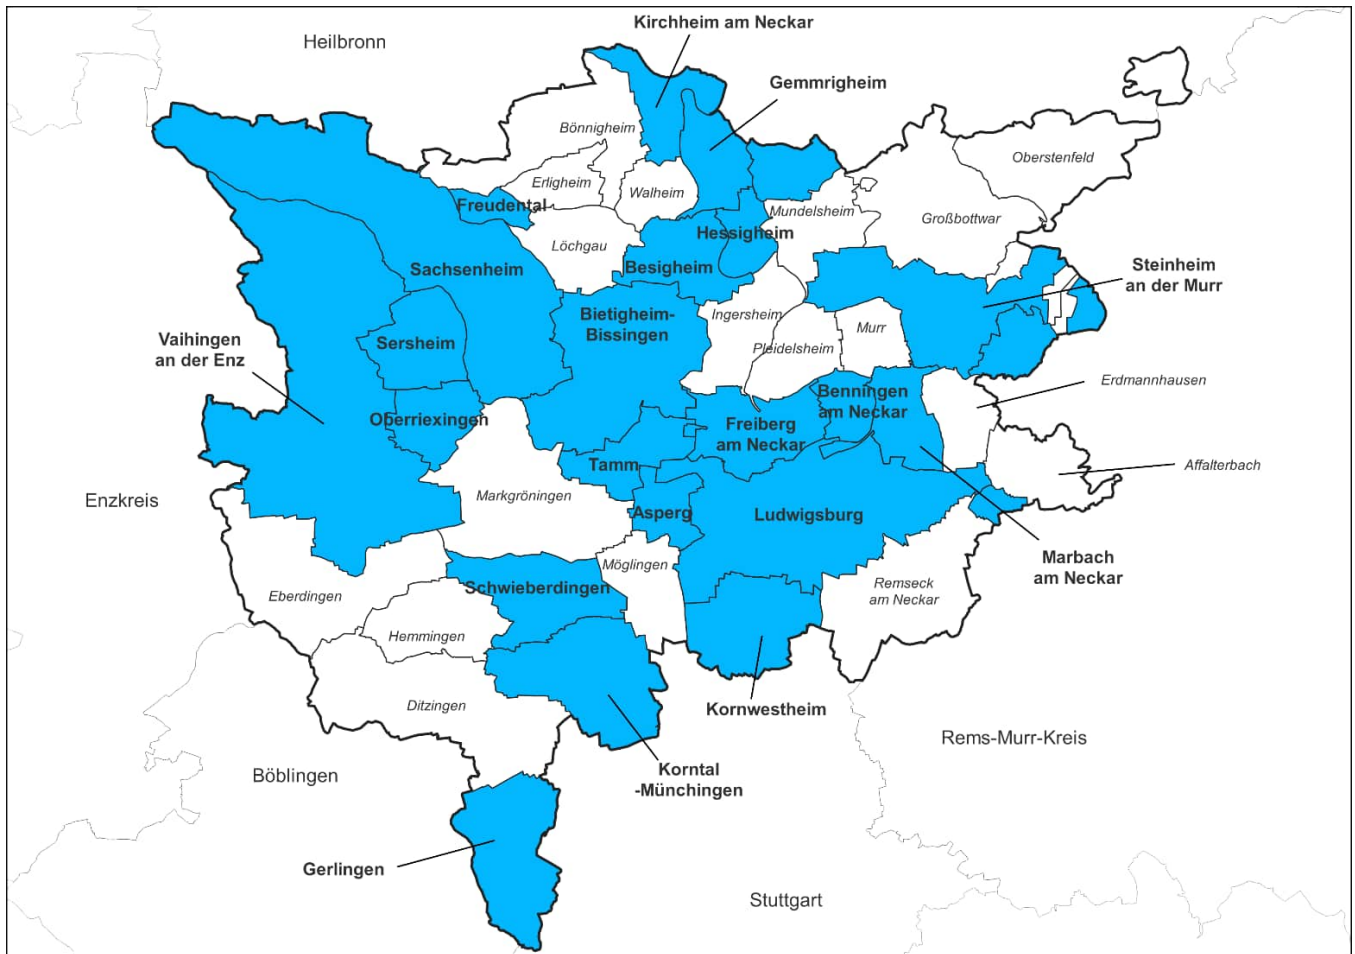 Kirchheim am Neckar
Heilbronn
Gemmrigheim
Bönnigheim
Oberstenfeld
Erligheim
Walheim
Freudental
Mundelsheim
Großbottwar
Hessigheim
Löchgau
Besigheim
Sachsenheim
Steinheim
an der Murr
Bietigheim-
Bissingen
Ingersheim
Murr
Vaihingen
an der Enz
Sersheim
Pleidelsheim
Erdmannhausen
Benningen
am Neckar
Oberriexingen
Freiberg
am Neckar
Tamm
Affalterbach
Markgröningen
Enzkreis
Asperg
Ludwigsburg
Marbach
am Neckar
Möglingen
Schwieberdingen
Remseck
am Neckar
Eberdingen
Hemmingen
Ditzingen
Kornwestheim
Rems-Murr-Kreis
Böblingen
Korntal
-Münchingen
Gerlingen
Stuttgart